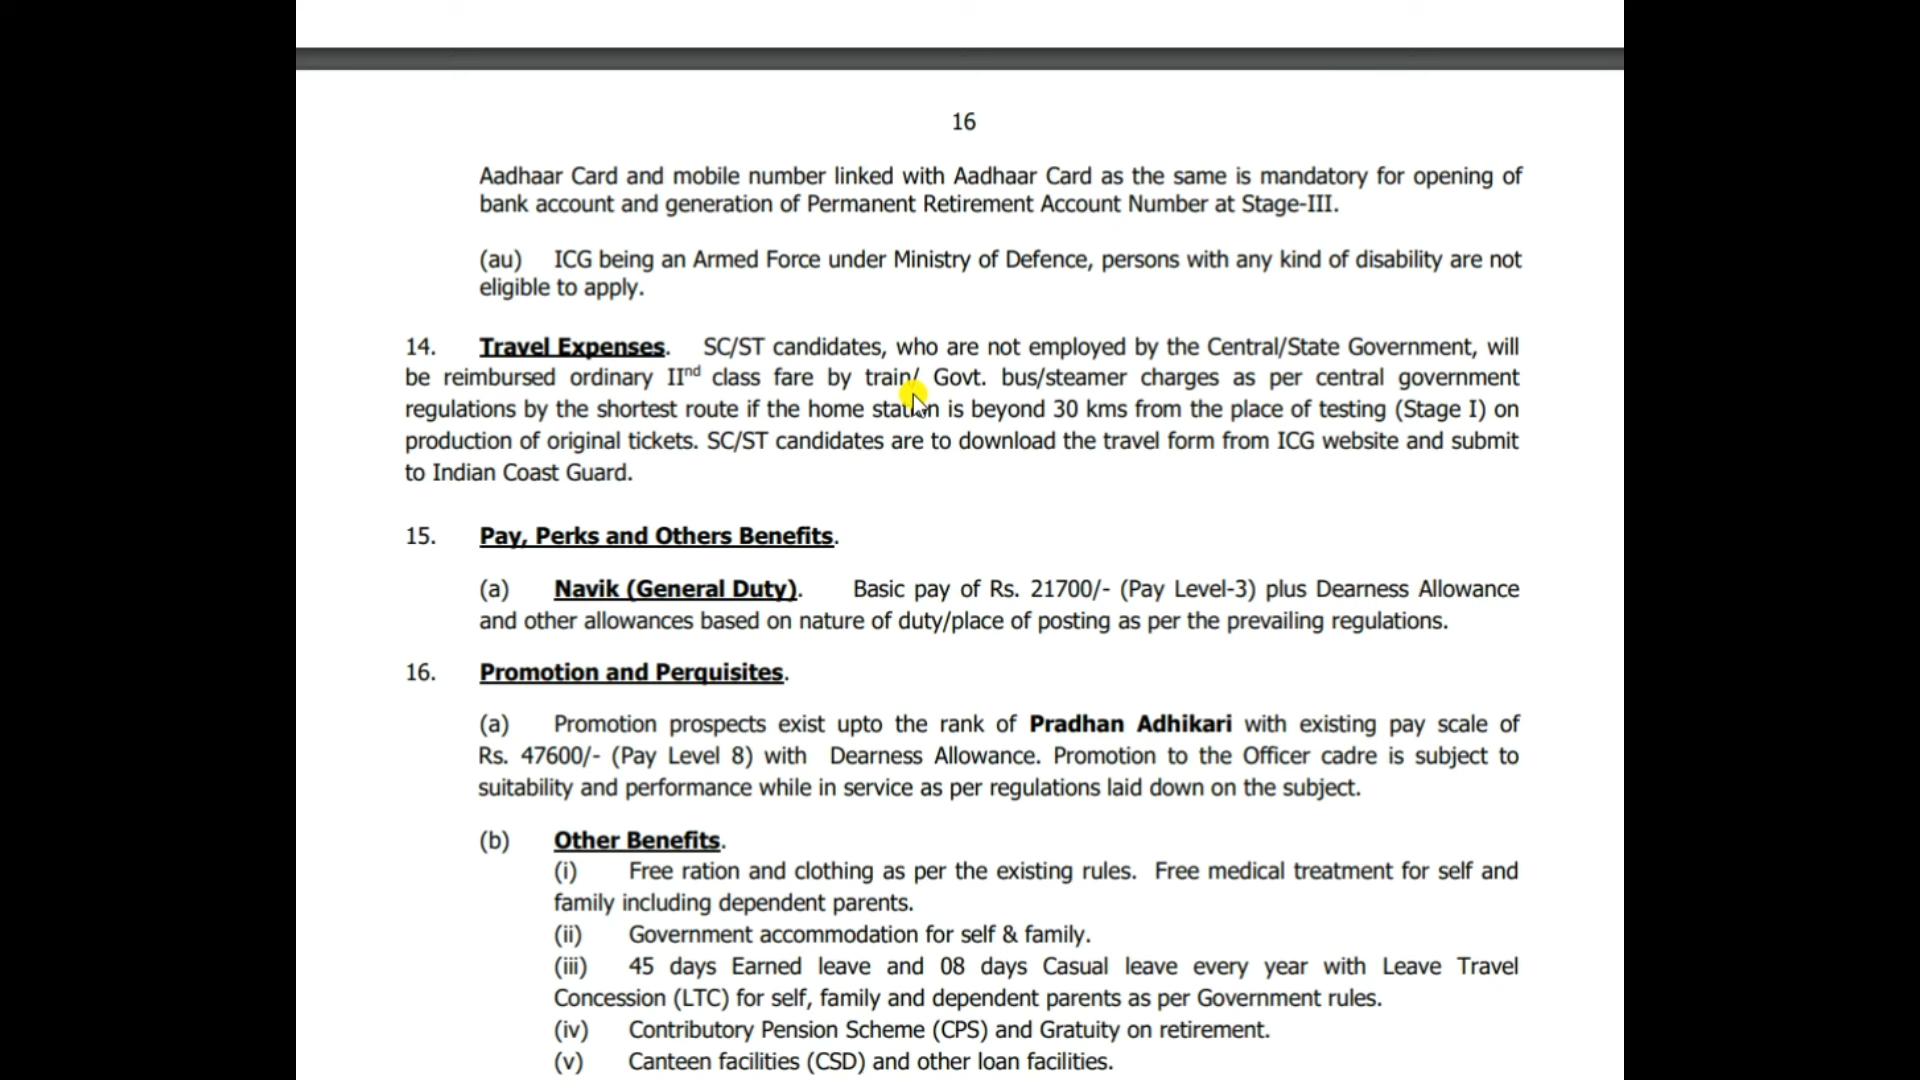 16
Aadhaar Card and mobile number linked with Aadhaar Card as the same is mandatory for opening of
bank account and generation of Permanent Retirement Account Number at Stage-III.
(au) ICG being an Armed Force under Ministry of Defence, persons with any kind of disability are not
eligible to apply.
14. Travel Expenses. SC/ST candidates, who are not employed by the Central/State Government, will
be reimbursed ordinary IInd class fare by train/ Govt. bus/steamer charges as per central government
regulations by the shortest route if the home station is beyond 30 kms from the place of testing (Stage I) on
production of original tickets. SC/ST candidates are to download the travel form from ICG website and submit
to Indian Coast Guard.
15. Pay, Perks and Others Benefits.
(a) Navik (General Duty). Basic pay of Rs. 21700/- (Pay Level-3) plus Dearness Allowance
and other allowances based on nature of duty/place of posting as per the prevailing regulations.
16. Promotion and Perquisites.
(a) Promotion prospects exist upto the rank of Pradhan Adhikari with existing pay scale of
Rs. 47600/- (Pay Level 8) with Dearness Allowance. Promotion to the Officer cadre is subject to
suitability and performance while in service as per regulations laid down on the subject.
(b) Other Benefits.
(i) Free ration and clothing as per the existing rules. Free medical treatment for self and
family including dependent parents.
(ii) Government accommodation for self & family.
(iii) 45 days Earned leave and 08 days Casual leave every year with Leave Travel
Concession (LTC) for self, family and dependent parents as per Government rules.
(iv) Contributory Pension Scheme (CPS) and Gratuity on retirement.
(v) Canteen facilities (CSD) and other loan facilities.